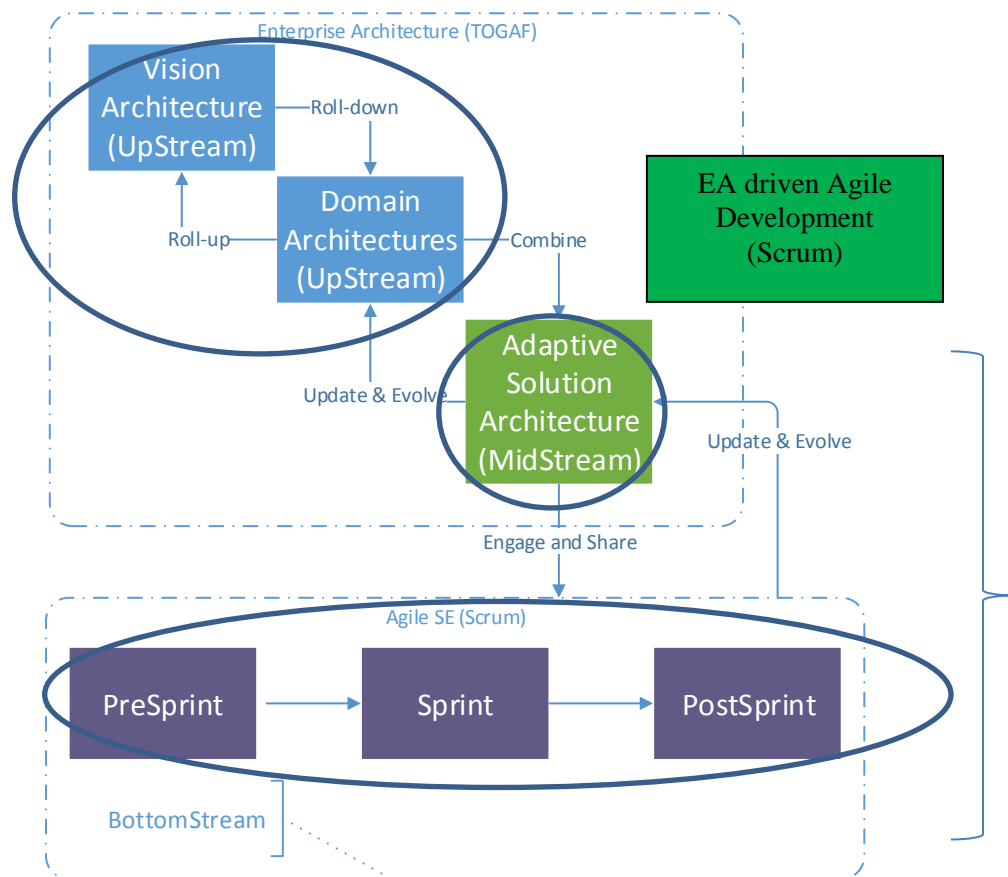 Enterprise Architecture (TOGAF)
Vision
Architecture
(UpStream)
Roll-down
Domain
Architectures
(UpStream)
Roll-up
Combine
EA driven Agile
Development
(Scrum)
Adaptive
Solution
Architecture
(MidStream)
Update & Evolve
Update & Evolve
Engage and Share
Agile SE (Scrum)
PreSprint
Sprint
PostSprint
BottomStream